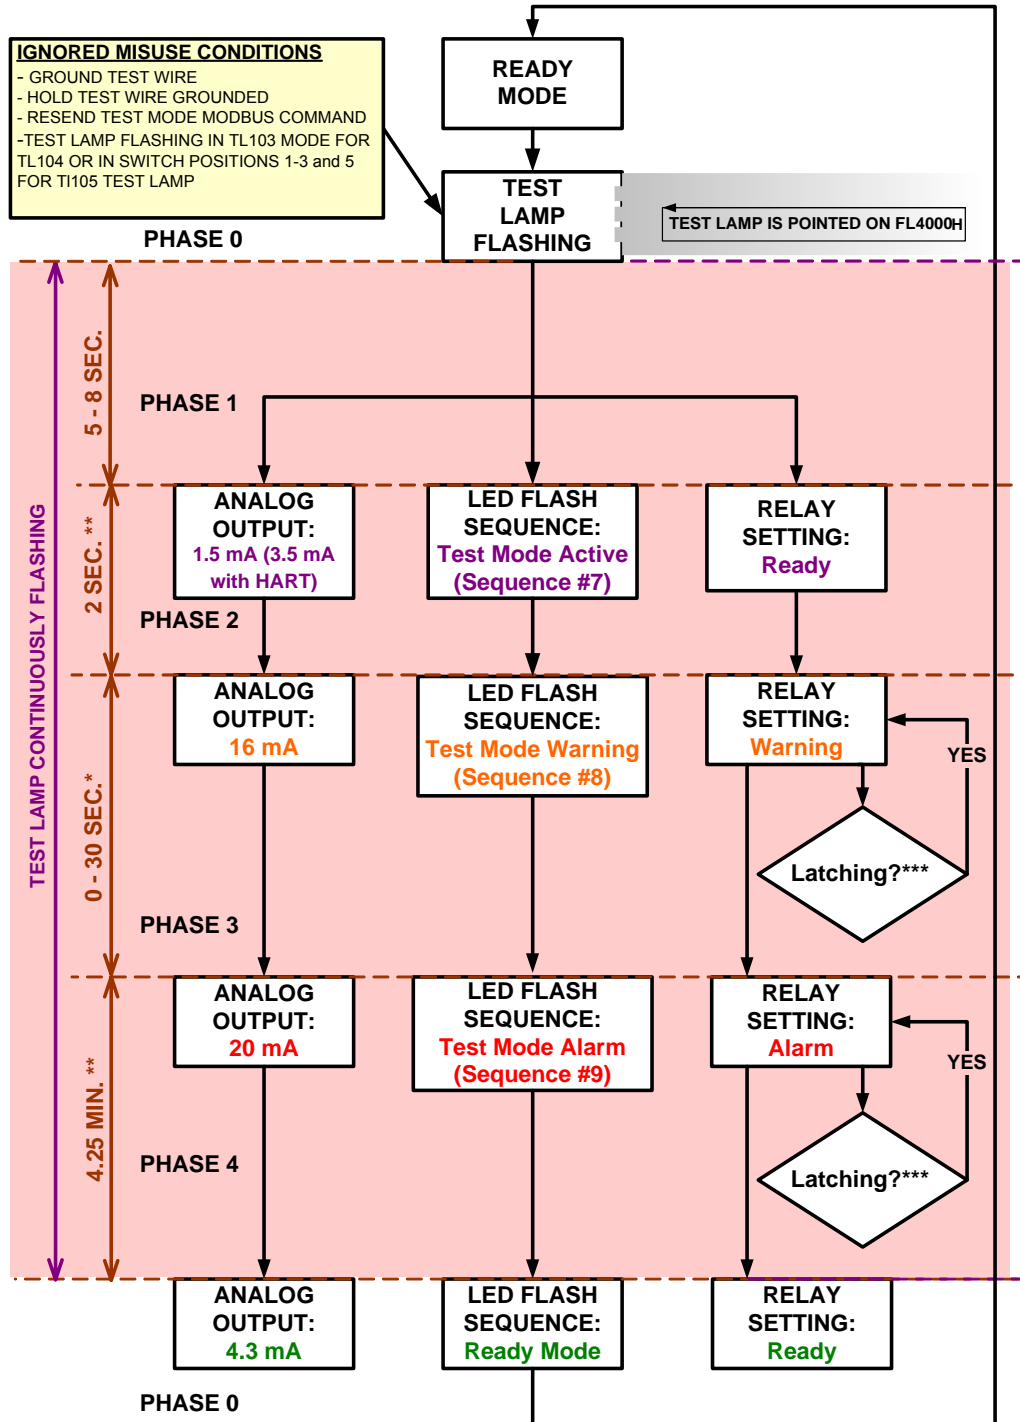 IGNORED MISUSE CONDITIONS
- GROUND TEST WIRE
- HOLD TEST WIRE GROUNDED
- RESEND TEST MODE MODBUS COMMAND
-TEST LAMP FLASHING IN TL103 MODE FOR
TL104 OR IN SWITCH POSITIONS 1-3 and 5
FOR Tl105 TEST LAMP
READY
MODE
TEST
LAMP
FLASHING
TEST LAMP IS POINTED ON FL4000H
PHASE 0
TEST LAMP CONTINUOUSLY FLASHING
5 - 8 SEC.
PHASE 1
2 SEC. **
ANALOG
OUTPUT:
1.5 mA (3.5 mA
with HART)
LED FLASH
SEQUENCE:
Test Mode Active
(Sequence #7)
RELAY
SETTING:
Ready
PHASE 2
0 - 30 SEC.*
ANALOG
OUTPUT:
16 mA
LED FLASH
SEQUENCE:
Test Mode Warning
(Sequence #8)
RELAY
SETTING:
Warning
YES
Latching?***
PHASE 3
4.25 MIN. **
ANALOG
OUTPUT:
20 mA
LED FLASH
SEQUENCE:
Test Mode Alarm
(Sequence #9)
RELAY
SETTING:
Alarm
YES
Latching?***
PHASE 4
ANALOG
OUTPUT:
4.3 mA
LED FLASH
SEQUENCE:
Ready Mode
RELAY
SETTING:
Ready
PHASE 0